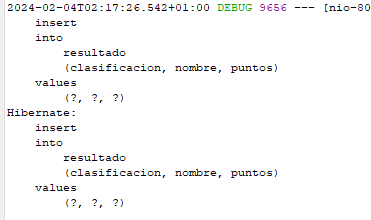 2024-02-04T02:17:26.542+01:00 DEBUG 9656 --- [nio-80
insert
into
resultado
(clasificacion, nombre, puntos)
values
(?, ?, ?)
Hibernate:
insert
into
resultado
(clasificacion, nombre, puntos)
values
(?, ?, ?)